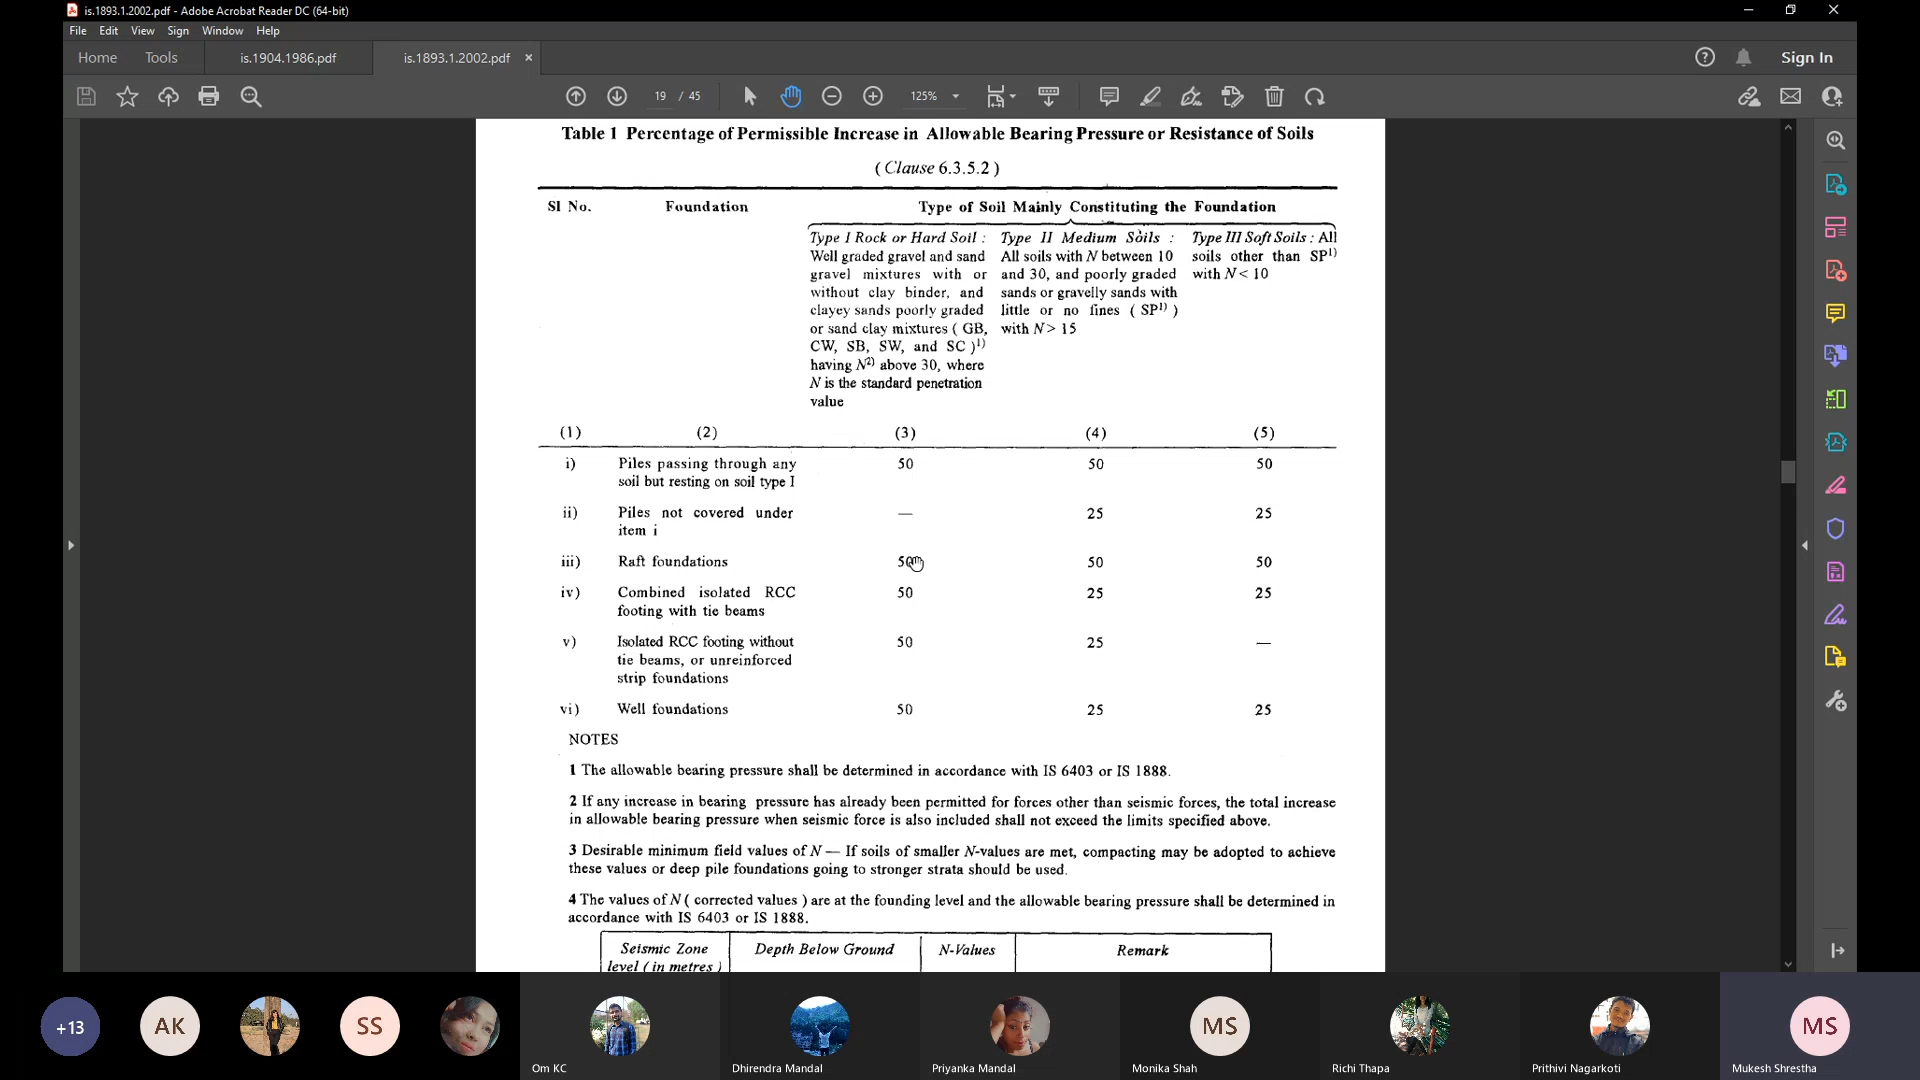 is.1893.1.2002.pdf - Adobe Acrobat Reader DC (64-bit)
File Edit View Sign Window Help
Home Tools is.1904.1986.pdf is.1893.1.2002.pdf × Sign In
19 / 45 125%
Table 1 Percentage of Permissible Increase in Allowable Bearing Pressure or Resistance of Soils
( Clause 6.3.5.2 )
Sl No. Foundation Type of Soil Mainly Constituting the Foundation
Type I Rock or Hard Soil :
Well graded gravel and sand
gravel mixtures with or
without clay binder, and
clayey sands poorly graded
or sand clay mixtures ( GB,
CW, SB, SW, and SC )1)
having N2) above 30, where
N is the standard penetration
value
Type II Medium Soils :
All soils with N between 10
and 30, and poorly graded
sands or gravelly sands with
little or no fines ( SP1) )
with N> 15
Type III Soft Soils : All
soils other than SP1)
with N< 10
(1) (2) (3) (4) (5)
i) Piles passing through any 50 50 50
soil but resting on soil type I
ii) Piles not covered under — 25 25
item i
iii) Raft foundations 50 50 50
iv) Combined isolated RCC 50 25 25
footing with tie beams
v) Isolated RCC footing without 50 25 —
tie beams, or unreinforced
strip foundations
vi) Well foundations 50 25 25
NOTES
1 The allowable bearing pressure shall be determined in accordance with IS 6403 or IS 1888.
2 If any increase in bearing pressure has already been permitted for forces other than seismic forces, the total increase
in allowable bearing pressure when seismic force is also included shall not exceed the limits specified above.
3 Desirable minimum field values of N — If soils of smaller N-values are met, compacting may be adopted to achieve
these values or deep pile foundations going to stronger strata should be used.
4 The values of N ( corrected values ) are at the founding level and the allowable bearing pressure shall be determined in
accordance with IS 6403 or IS 1888.
Seismic Zone Depth Below Ground N-Values Remark
level ( in metres )
+13 AK SS MS MS
Om KC Dhirendra Mandal Priyanka Mandal Monika Shah Richi Thapa Prithivi Nagarkoti Mukesh Shrestha